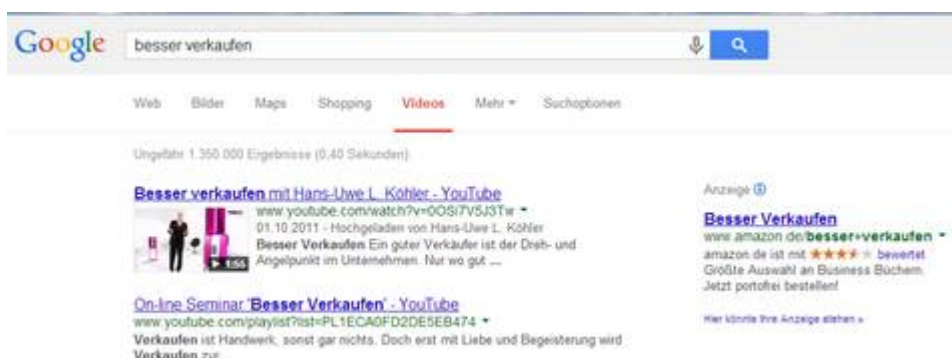 Google besser verkaufen
Web Bilder Maps Shopping Videos Mehr Suchoptionen
Ungefähr 1.350.000 Ergebnisse (0,40 Sekunden)
Besser verkaufen mit Hans-Uwe L. Köhler - YouTube
www.youtube.com/watch?v=0OSi7V5J3Tw
01.10.2011 - Hochgeladen von Hans-Uwe L. Köhler
Besser Verkaufen Ein guter Verkäufer ist der Dreh- und
Angelpunkt im Unternehmen. Nur wo gut ...
1:55
On-line Seminar 'Besser Verkaufen' - YouTube
www.youtube.com/playlist?list=PL1ECA0FD2DE5EB474
Verkaufen ist Handwerk, sonst gar nichts. Doch erst mit Liebe und Begeisterung wird
Verkaufen zur...
Anzeige
Besser Verkaufen
www.amazon.de/besser+verkaufen
amazon.de ist mit bewertet
Größte Auswahl an Business Büchern.
Jetzt portofrei bestellen!
Hier könnte Ihre Anzeige stehen »